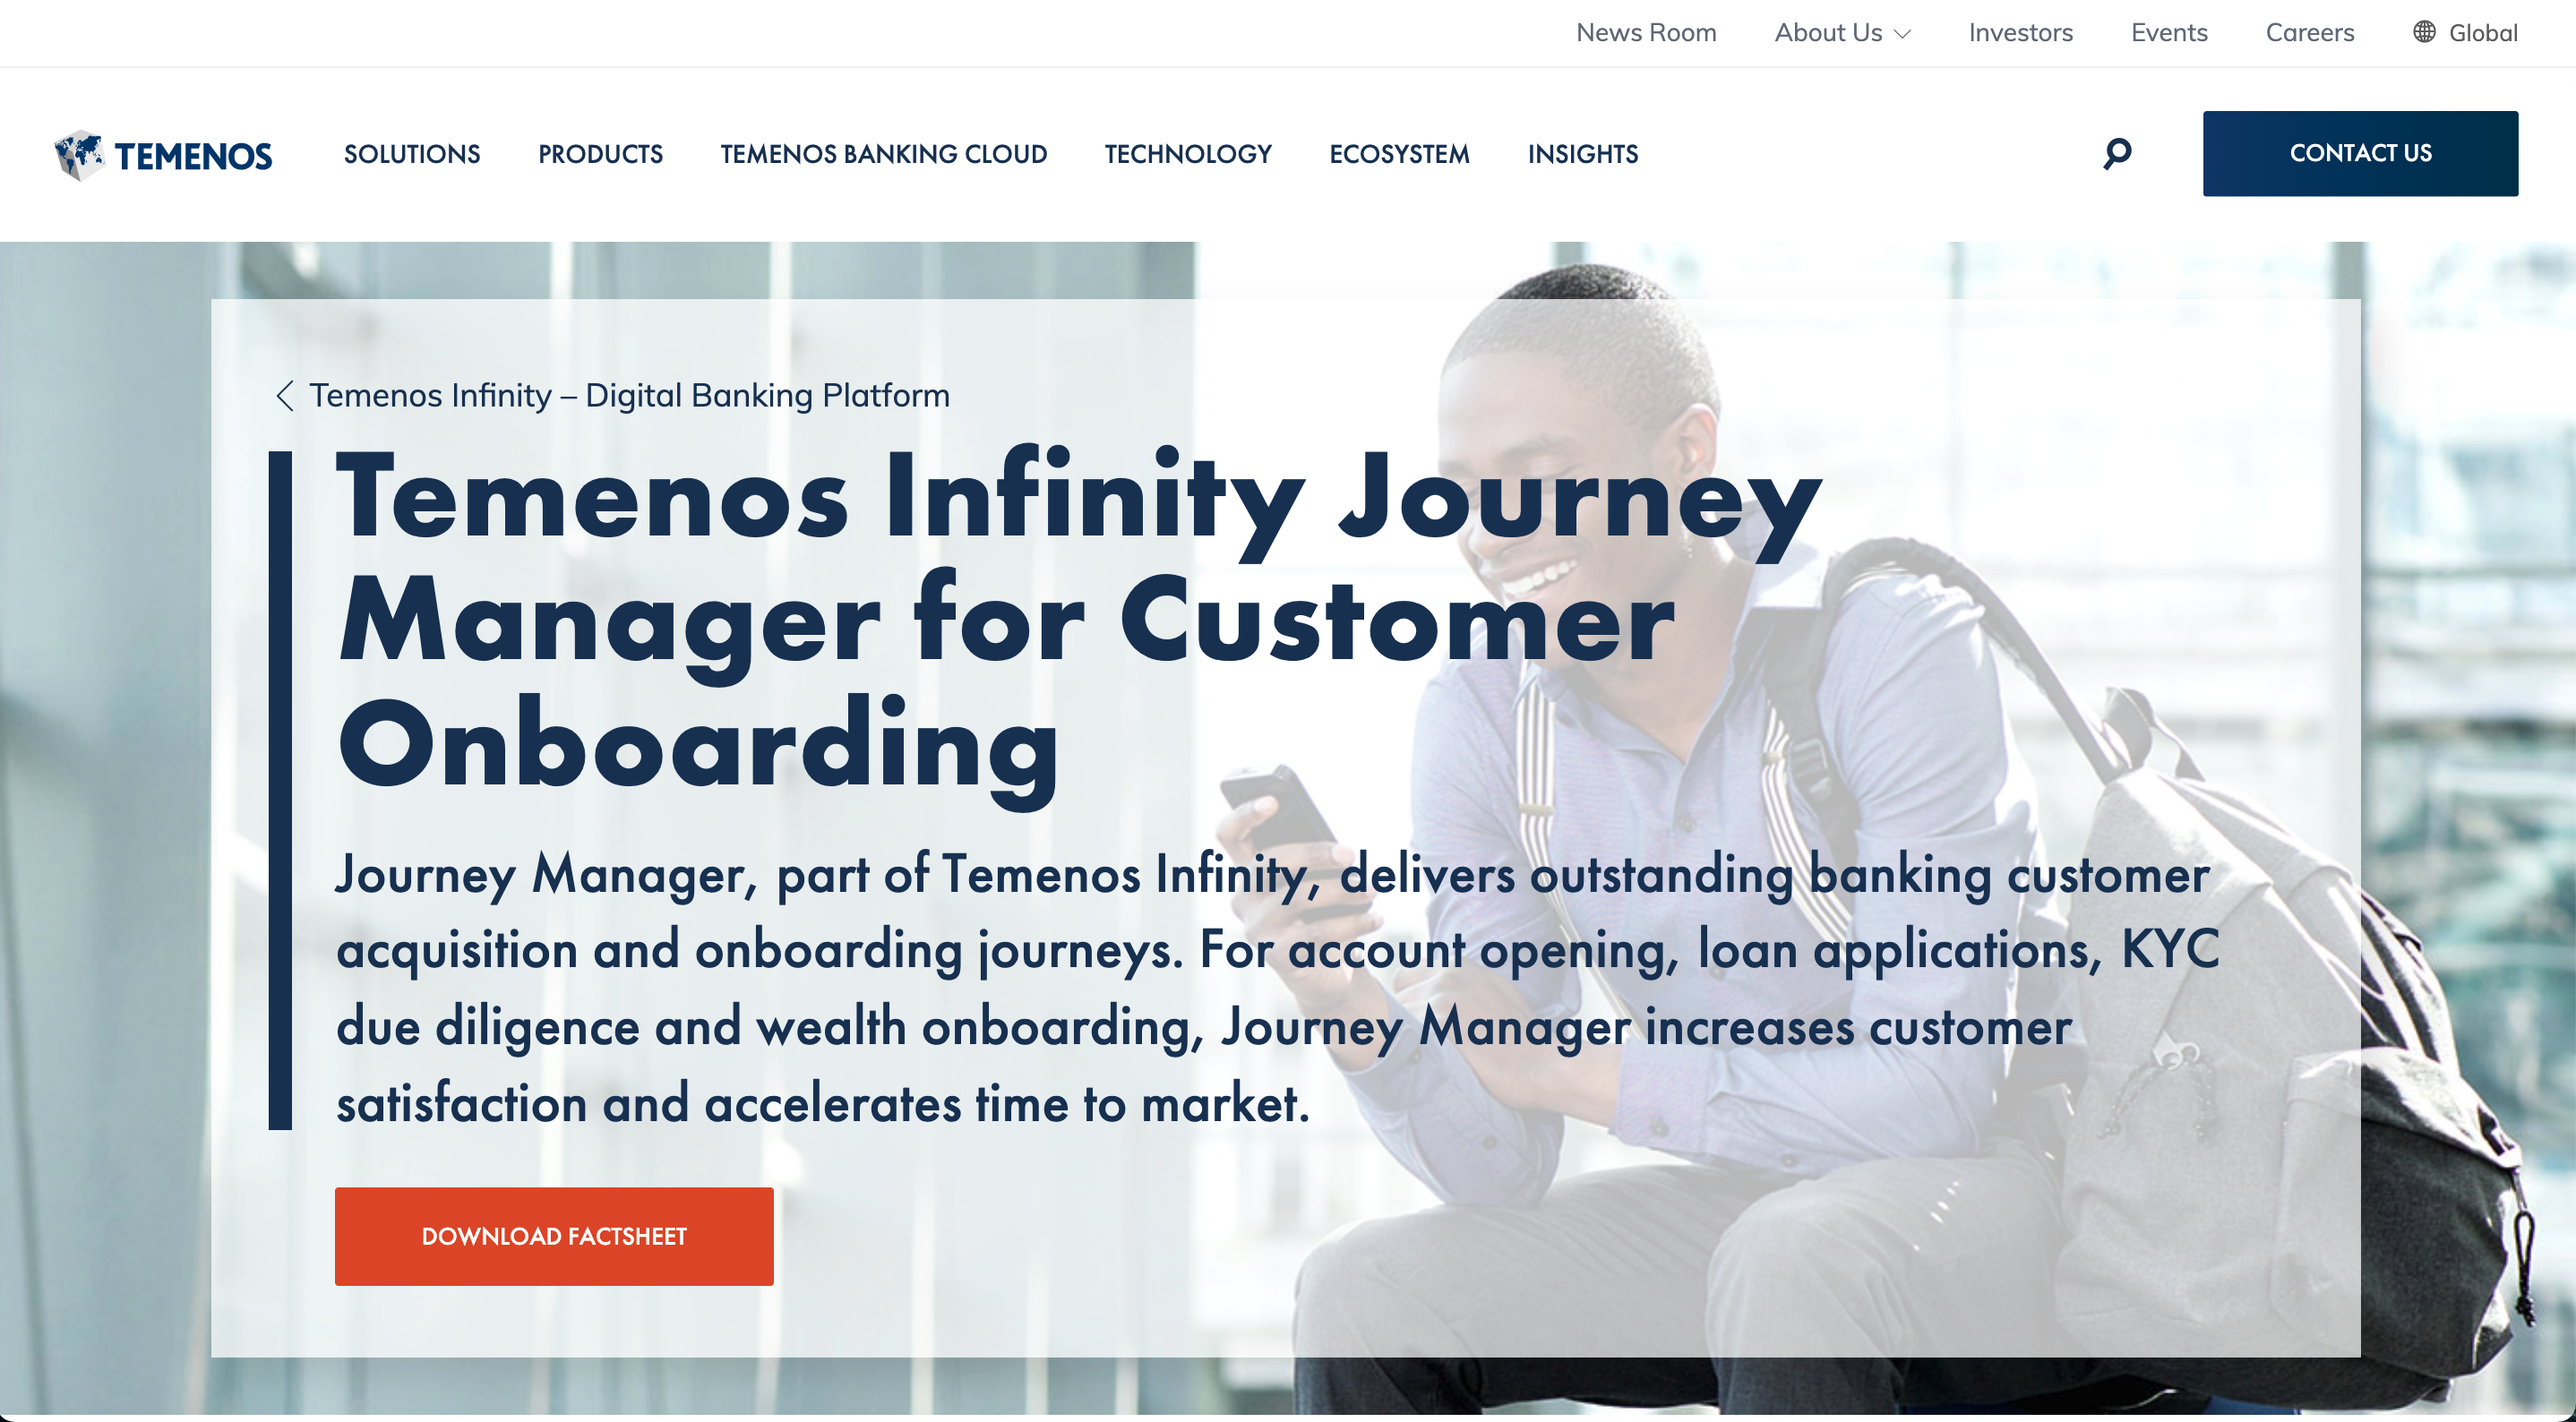 News Room
About Us
Investors
Events
Careers
Global
TEMENOS
SOLUTIONS
PRODUCTS
TEMENOS BANKING CLOUD
TECHNOLOGY
ECOSYSTEM
INSIGHTS
CONTACT US
Temenos Infinity – Digital Banking Platform
Temenos Infinity Journey
Manager for Customer
Onboarding
Journey Manager, part of Temenos Infinity, delivers outstanding banking customer
acquisition and onboarding journeys. For account opening, loan applications, KYC
due diligence and wealth onboarding, Journey Manager increases customer
satisfaction and accelerates time to market.
DOWNLOAD FACTSHEET